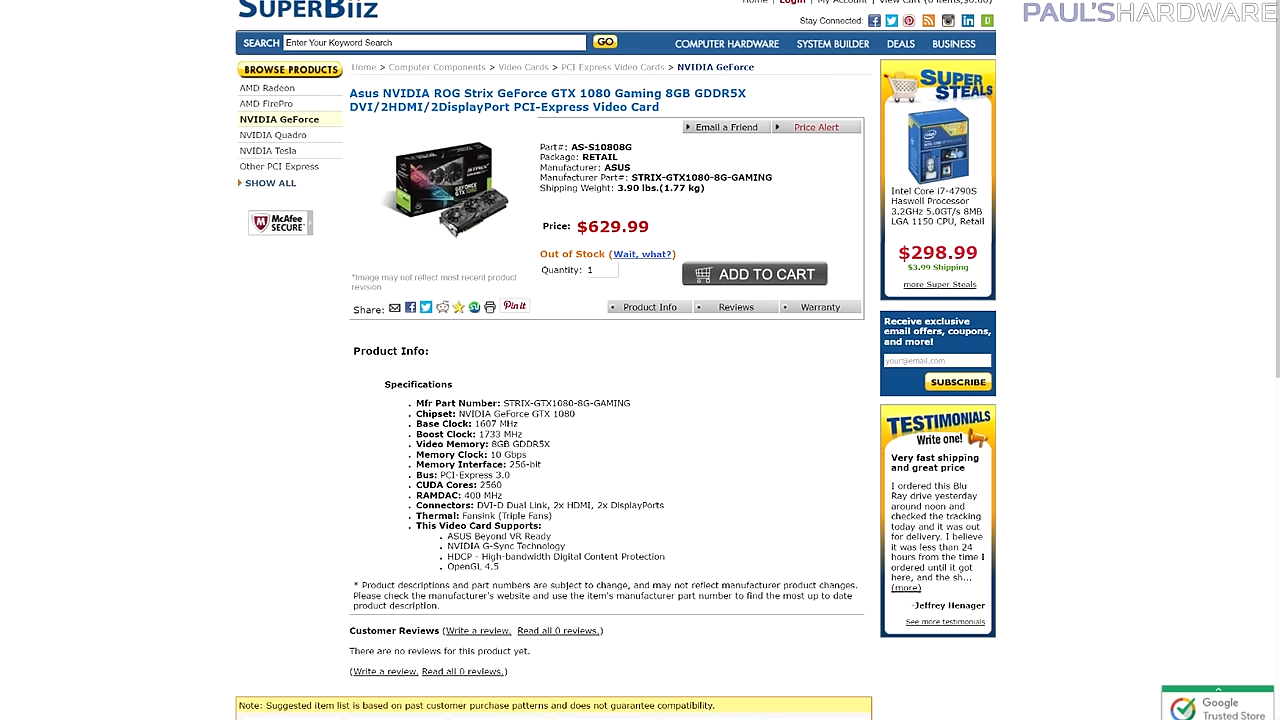 SUPERBIIZ
Home | Login | My Account | View Cart (0 items,$0.00)
PAUL'SHARDWARE
Stay Connected:
SEARCH Enter Your Keyword Search GO
COMPUTER HARDWARE SYSTEM BUILDER DEALS BUSINESS
BROWSE PRODUCTS
AMD Radeon
AMD FirePro
NVIDIA GeForce
NVIDIA Quadro
NVIDIA Tesla
Other PCI Express
SHOW ALL
McAfee
SECURE
Home > Computer Components > Video Cards > PCI Express Video Cards > NVIDIA GeForce
Asus NVIDIA ROG Strix GeForce GTX 1080 Gaming 8GB GDDR5X
DVI/2HDMI/2DisplayPort PCI-Express Video Card
Email a Friend Price Alert
STRIX
GEFORCE
GTX 1080
Part#: AS-S10808G
Package: RETAIL
Manufacturer: ASUS
Manufacturer Part#: STRIX-GTX1080-8G-GAMING
Shipping Weight: 3.90 lbs.(1.77 kg)
Price: $629.99
Out of Stock (Wait, what?)
Quantity: 1
ADD TO CART
*Image may not reflect most recent product
revision
Share: Pin it
• Product Info • Reviews • Warranty
Product Info:
Specifications
. Mfr Part Number: STRIX-GTX1080-8G-GAMING
. Chipset: NVIDIA GeForce GTX 1080
. Base Clock: 1607 MHz
. Boost Clock: 1733 MHz
. Video Memory: 8GB GDDR5X
. Memory Clock: 10 Gbps
. Memory Interface: 256-bit
. Bus: PCI-Express 3.0
. CUDA Cores: 2560
. RAMDAC: 400 MHz
. Connectors: DVI-D Dual Link, 2x HDMI, 2x DisplayPorts
. Thermal: Fansink (Triple Fans)
. This Video Card Supports:
. ASUS Beyond VR Ready
. NVIDIA G-Sync Technology
. HDCP - High-bandwidth Digital Content Protection
. OpenGL 4.5
* Product descriptions and part numbers are subject to change, and may not reflect manufacturer product changes.
Please check the manufacturer's website and use the item's manufacturer part number to find the most up to date
product description.
Customer Reviews (Write a review. Read all 0 reviews.)
There are no reviews for this product yet.
(Write a review. Read all 0 reviews.)
Note: Suggested item list is based on past customer purchase patterns and does not guarantee compatibility.
SUPER
STEALS
Intel Core i7-4790S
Haswell Processor
3.2GHz 5.0GT/s 8MB
LGA 1150 CPU, Retail
$298.99
$3.99 Shipping
more Super Steals
Receive exclusive
email offers, coupons,
and more!
your@email.com
SUBSCRIBE
TESTIMONIALS
Write one!
Very fast shipping
and great price
I ordered this Blu
Ray drive yesterday
around noon and
checked the tracking
today and it was out
for delivery. I believe
it was less than 24
hours from the time I
ordered until it got
here, and the sh...
(more)
-Jeffrey Henager
See more testimonials
Google
Trusted Store